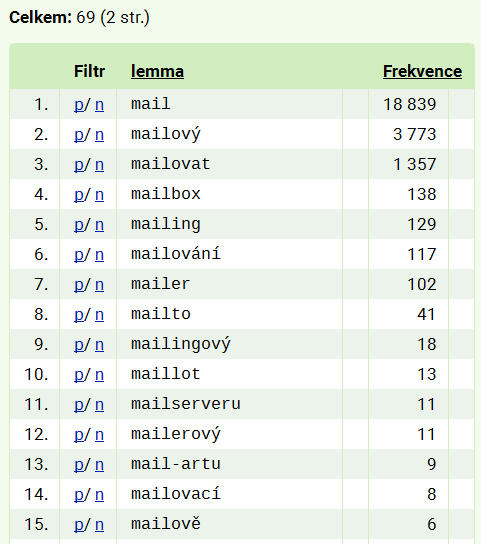 Celkem: 69 (2 str.)
Filtr lemma Frekvence
1. p/ n mail 18 839
2. p/ n mailový 3 773
3. p/ n mailovat 1 357
4. p/ n mailbox 138
5. p/ n mailing 129
6. p/ n mailování 117
7. p/ n mailer 102
8. p/ n mailto 41
9. p/ n mailingový 18
10. p/ n maillot 13
11. p/ n mailserveru 11
12. p/ n mailerový 11
13. p/ n mail-artu 9
14. p/ n mailovací 8
15. p/ n mailově 6